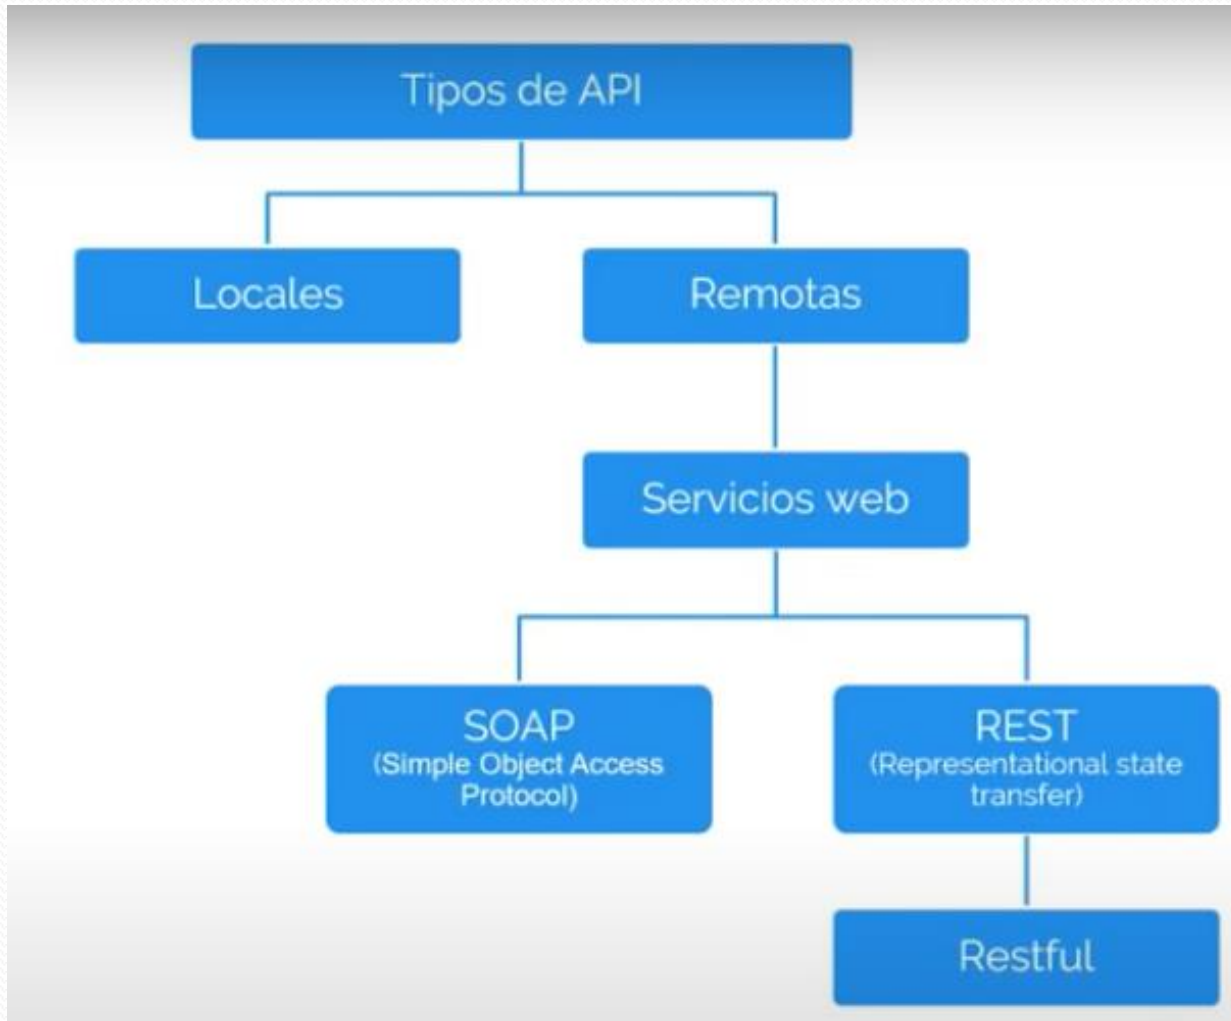 Tipos de API
Locales
Remotas
Servicios web
SOAP
(Simple Object Access
Protocol)
REST
(Representational state
transfer)
Restful